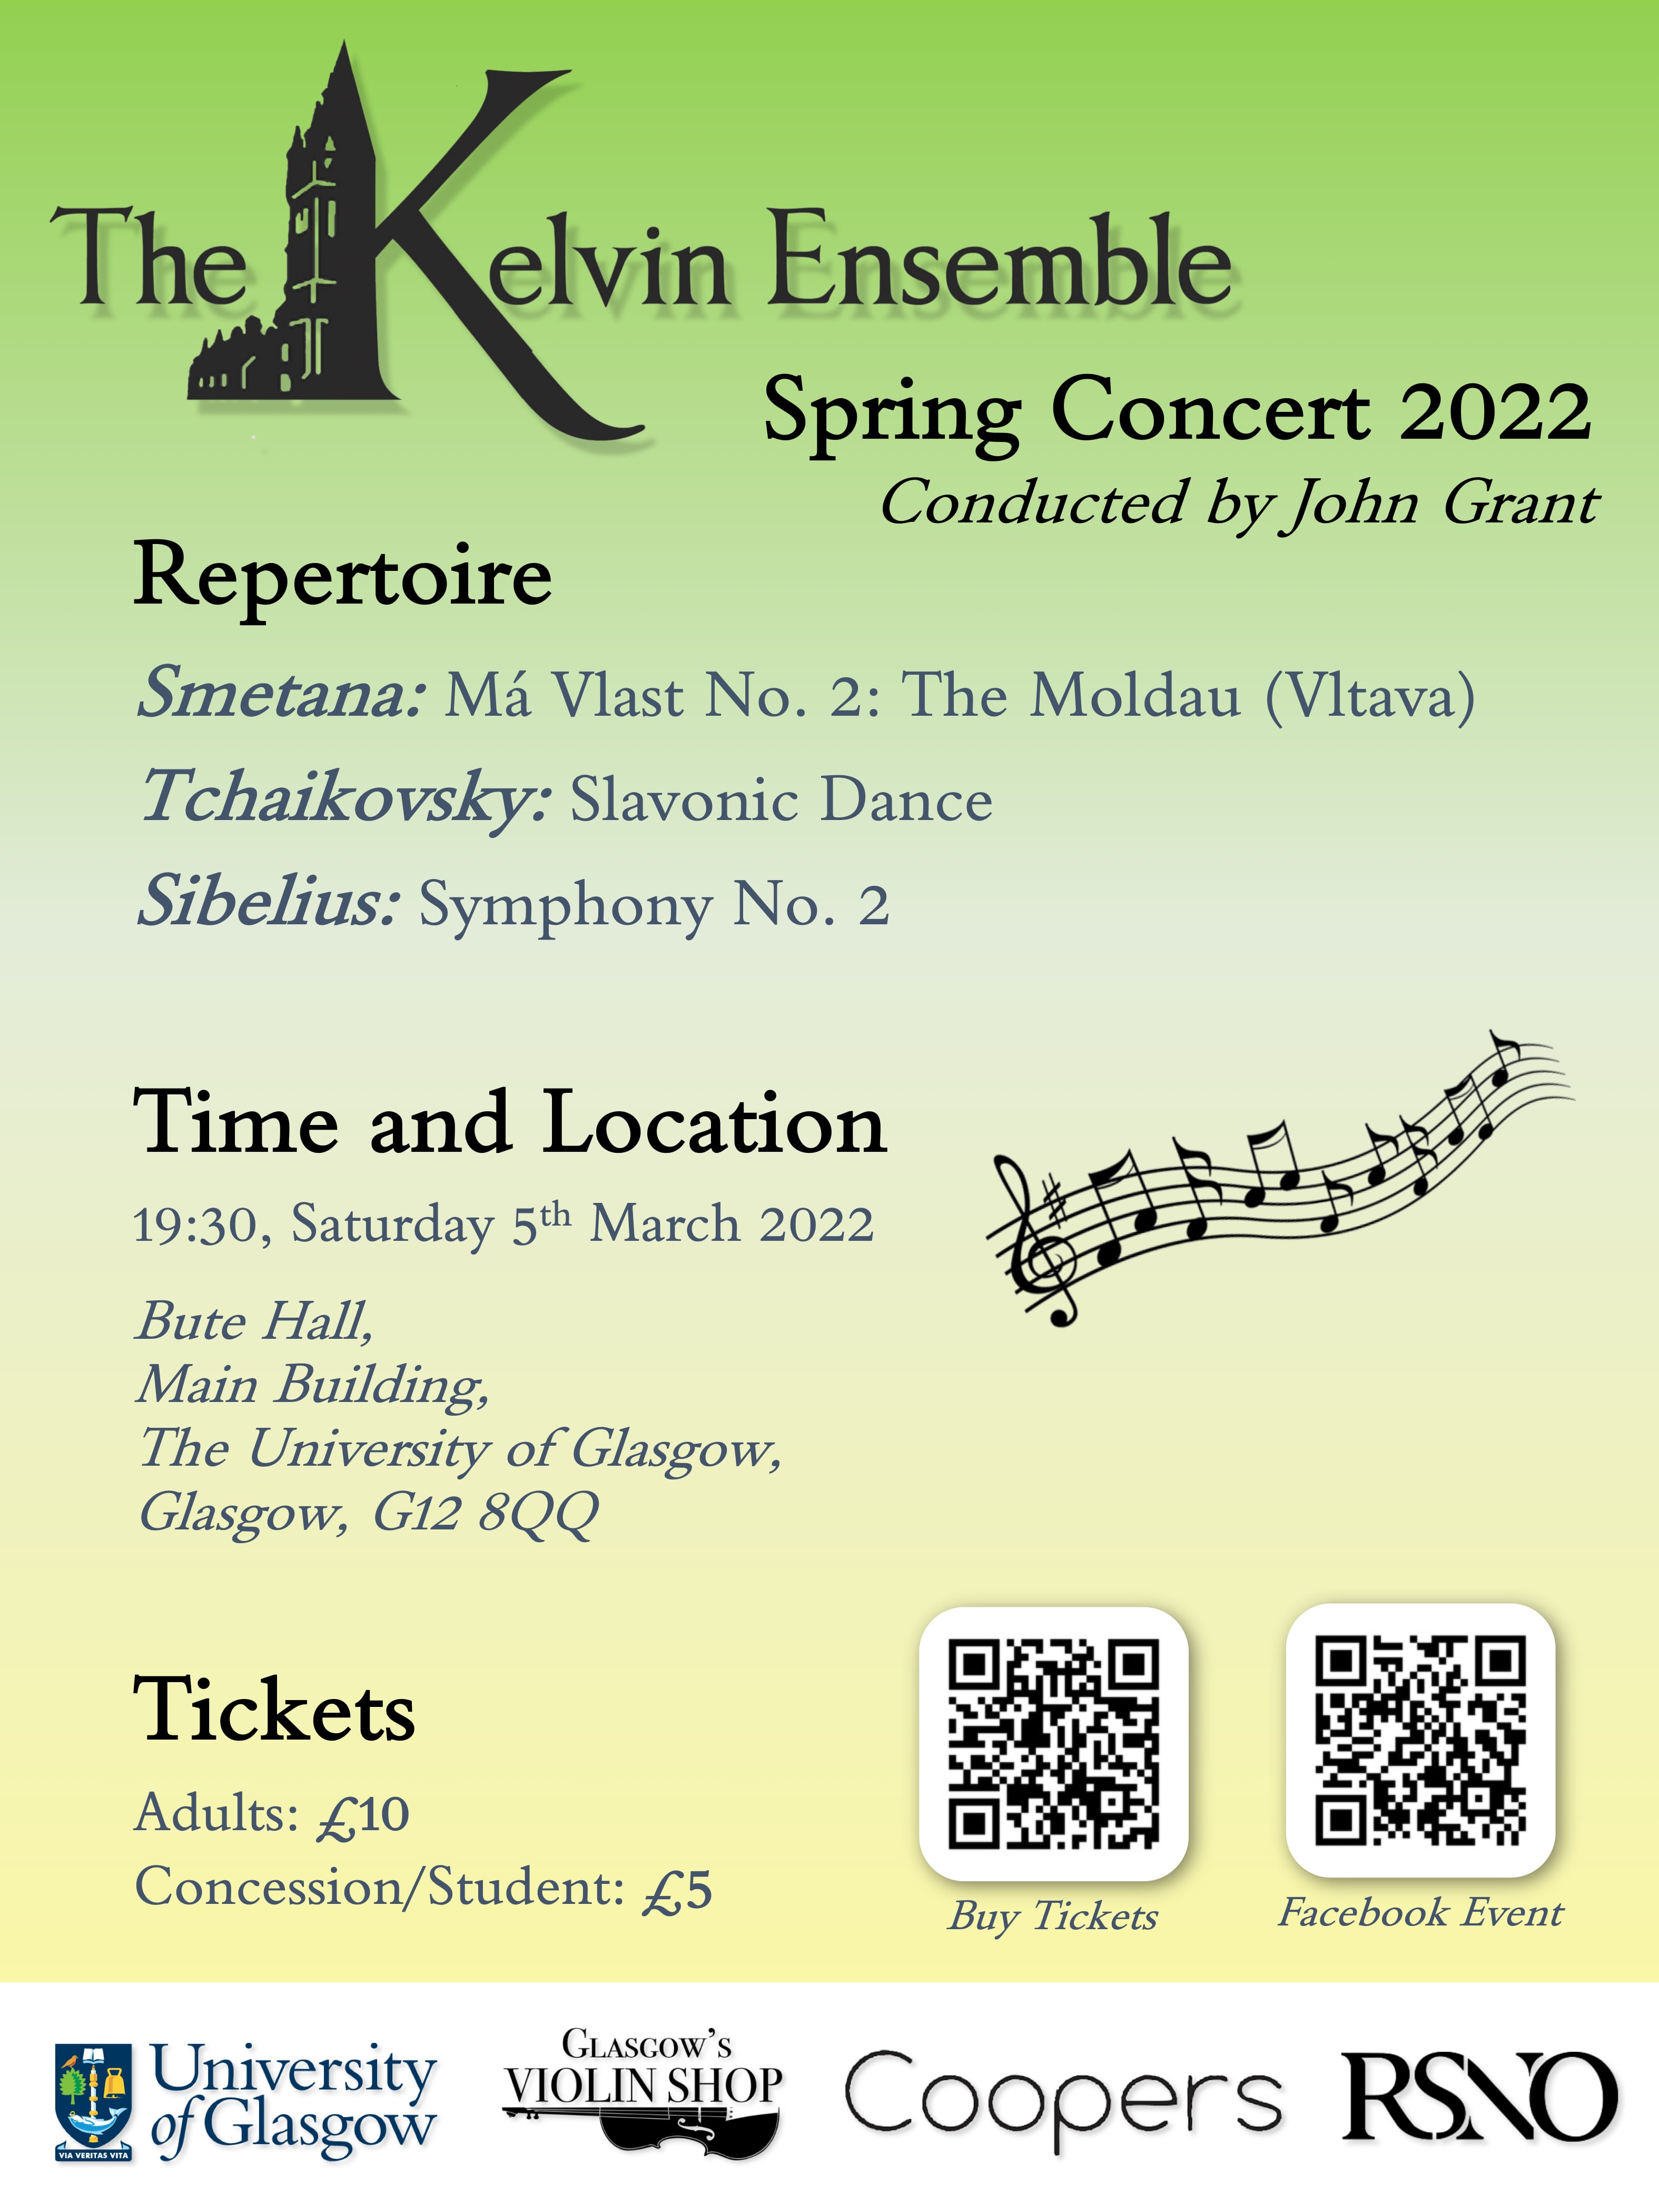 The Kelvin Ensemble
Spring Concert 2022
Conducted by John Grant
Repertoire
Smetana: Má Vlast No. 2: The Moldau (Vltava)
Tchaikovsky: Slavonic Dance
Sibelius: Symphony No. 2
Time and Location
19:30, Saturday 5th March 2022
Bute Hall,
Main Building,
The University of Glasgow,
Glasgow, G12 8QQ
Tickets
Adults: £10
Concession/Student: £5
Buy Tickets
Facebook Event
University
of Glasgow
VIA VERITAS VITA
GLASGOW'S
VIOLIN SHOP
Coopers
RSNO